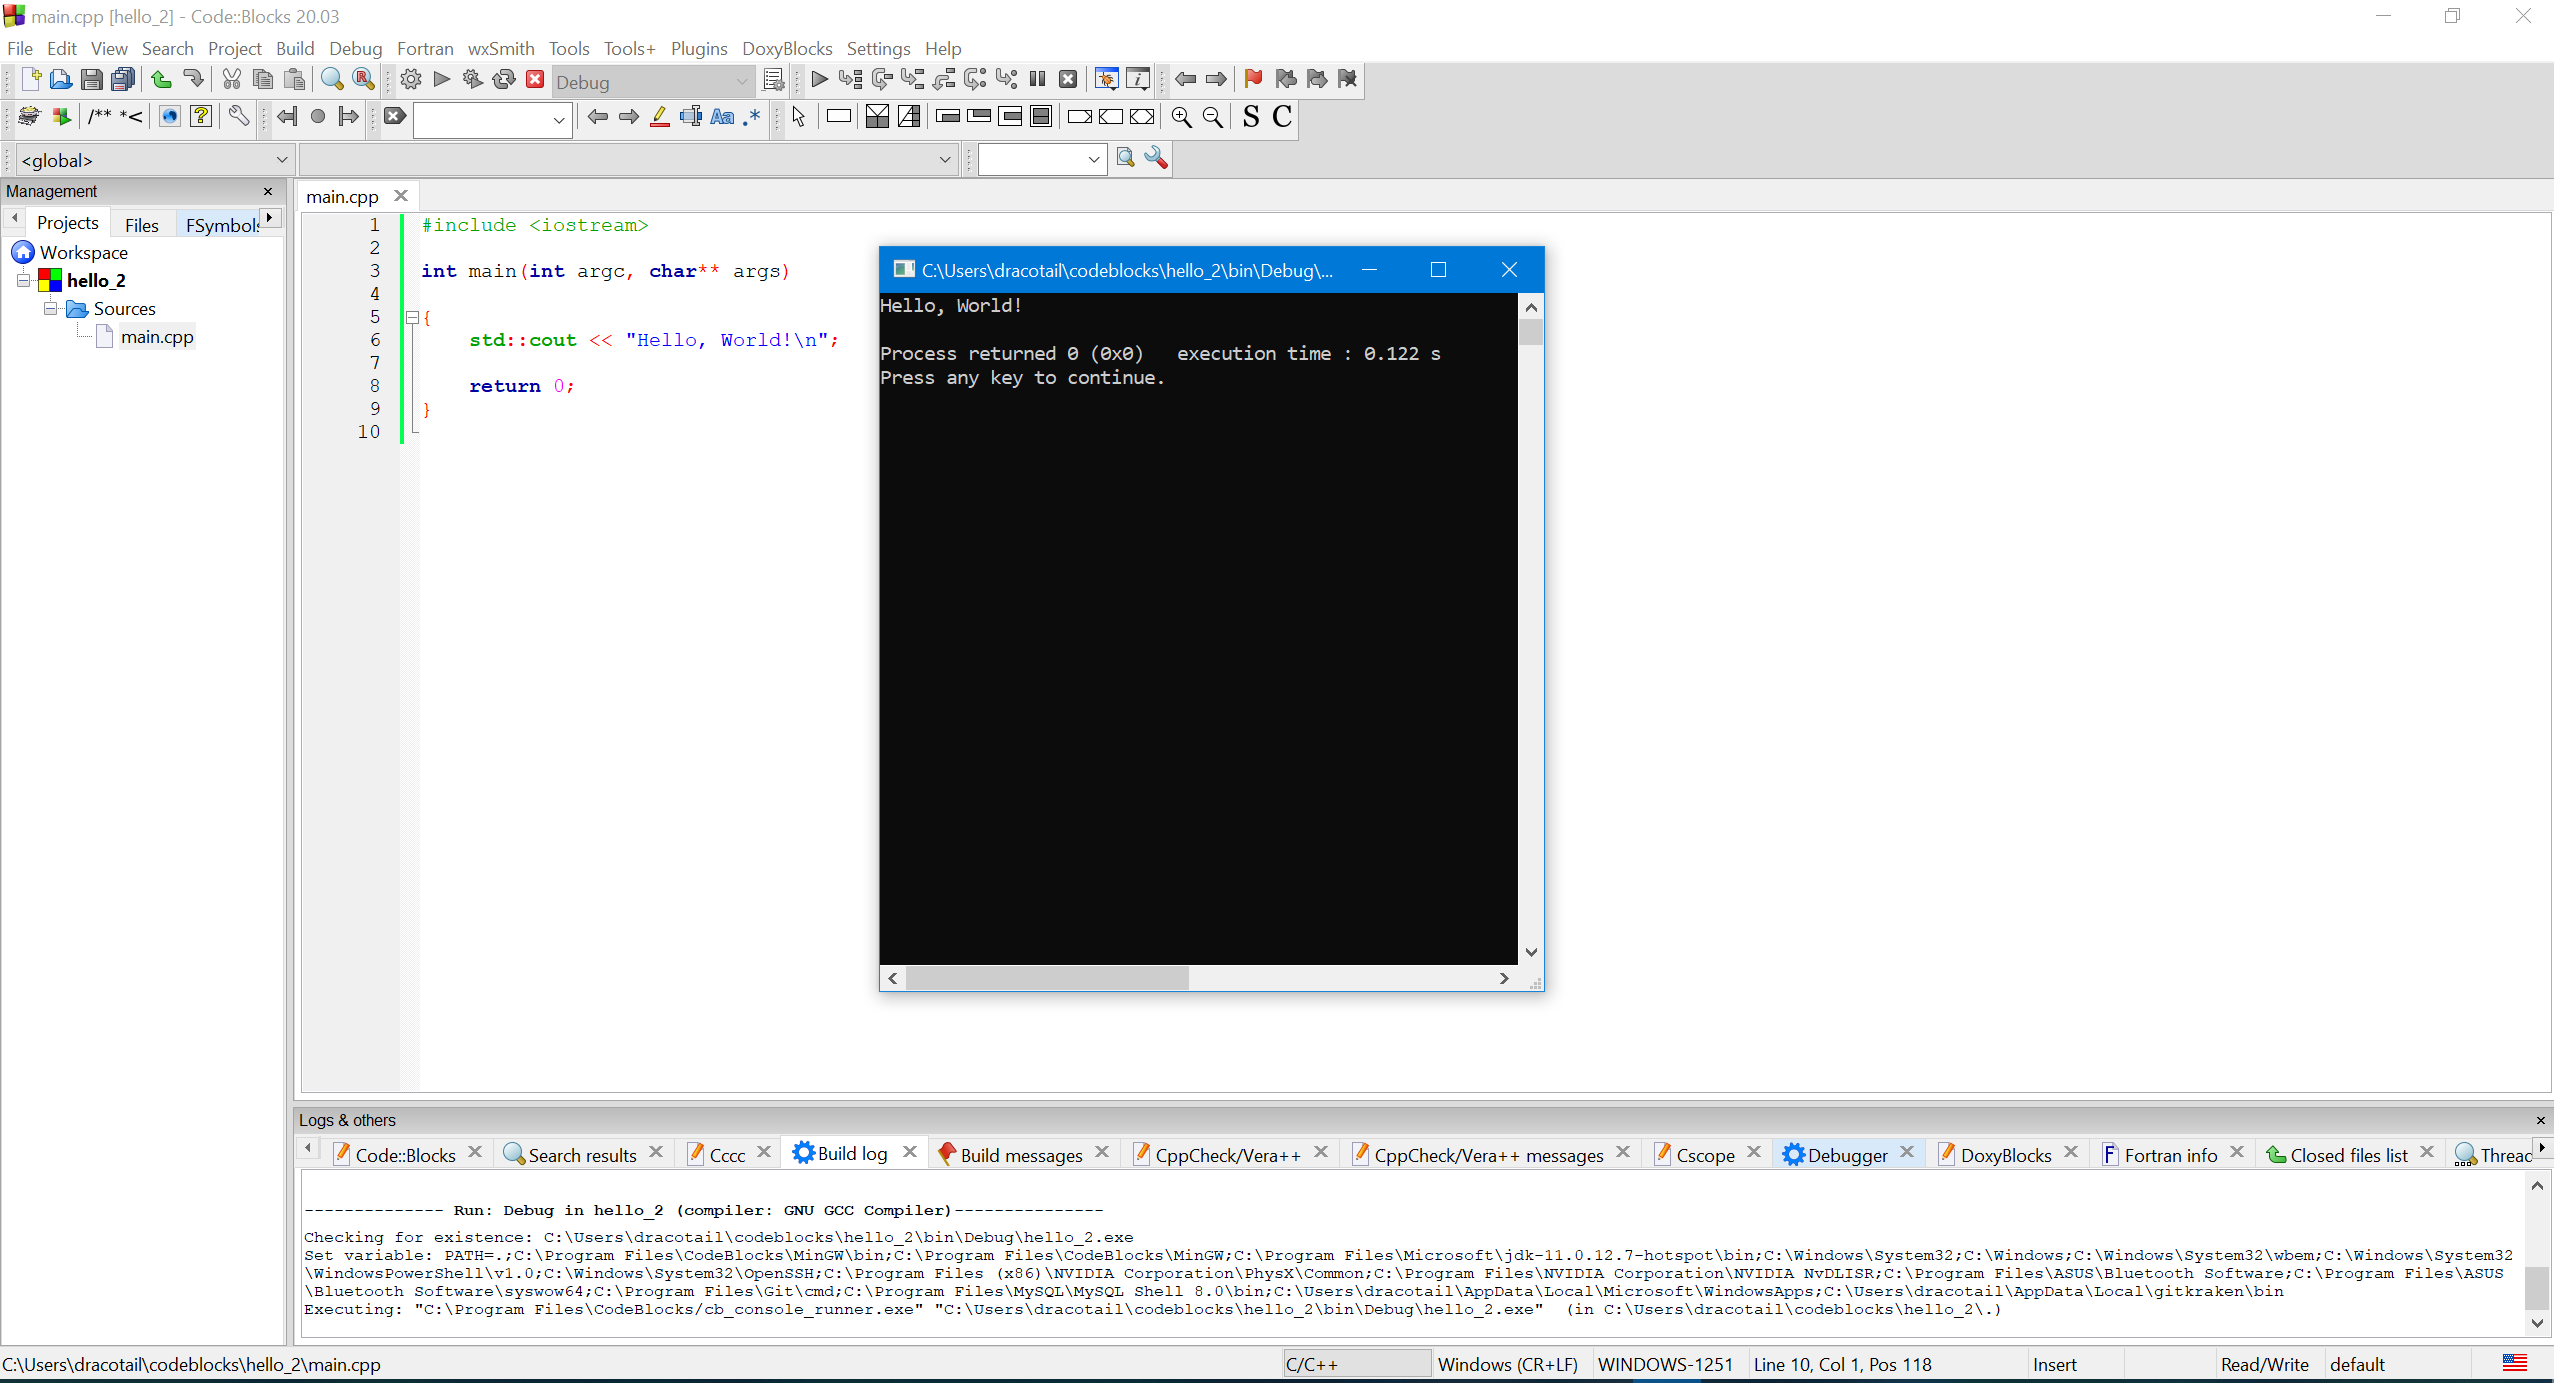 main.cpp [hello_2] - Code::Blocks 20.03
File Edit View Search Project Build Debug Fortran wxSmith Tools Tools+ Plugins DoxyBlocks Settings Help
Debug
/** *< Aa .* S C
<global>
Management
Projects Files FSymbols
Workspace
hello_2
Sources
main.cpp
main.cpp
1 #include <iostream>
2
3 int main(int argc, char** args)
4
5 {
6 std::cout << "Hello, World!\n";
7
8 return 0;
9 }
10
C:\Users\dracotail\codeblocks\hello_2\bin\Debug\...
Hello, World!
Process returned 0 (0x0) execution time : 0.122 s
Press any key to continue.
Logs & others
Code::Blocks Search results Cccc Build log Build messages CppCheck/Vera++ CppCheck/Vera++ messages Cscope Debugger DoxyBlocks Fortran info Closed files list Threac
-------------- Run: Debug in hello_2 (compiler: GNU GCC Compiler)---------------
Checking for existence: C:\Users\dracotail\codeblocks\hello_2\bin\Debug\hello_2.exe
Set variable: PATH=.;C:\Program Files\CodeBlocks\MinGW\bin;C:\Program Files\CodeBlocks\MinGW;C:\Program Files\Microsoft\jdk-11.0.12.7-hotspot\bin;C:\Windows\System32;C:\Windows;C:\Windows\System32\wbem;C:\Windows\System32
\WindowsPowerShell\v1.0;C:\Windows\System32\OpenSSH;C:\Program Files (x86)\NVIDIA Corporation\PhysX\Common;C:\Program Files\NVIDIA Corporation\NVIDIA NvDLISR;C:\Program Files\ASUS\Bluetooth Software;C:\Program Files\ASUS
\Bluetooth Software\syswow64;C:\Program Files\Git\cmd;C:\Program Files\MySQL\MySQL Shell 8.0\bin;C:\Users\dracotail\AppData\Local\Microsoft\WindowsApps;C:\Users\dracotail\AppData\Local\gitkraken\bin
Executing: "C:\Program Files\CodeBlocks/cb_console_runner.exe" "C:\Users\dracotail\codeblocks\hello_2\bin\Debug\hello_2.exe" (in C:\Users\dracotail\codeblocks\hello_2\.)
C:\Users\dracotail\codeblocks\hello_2\main.cpp C/C++ Windows (CR+LF) WINDOWS-1251 Line 10, Col 1, Pos 118 Insert Read/Write default